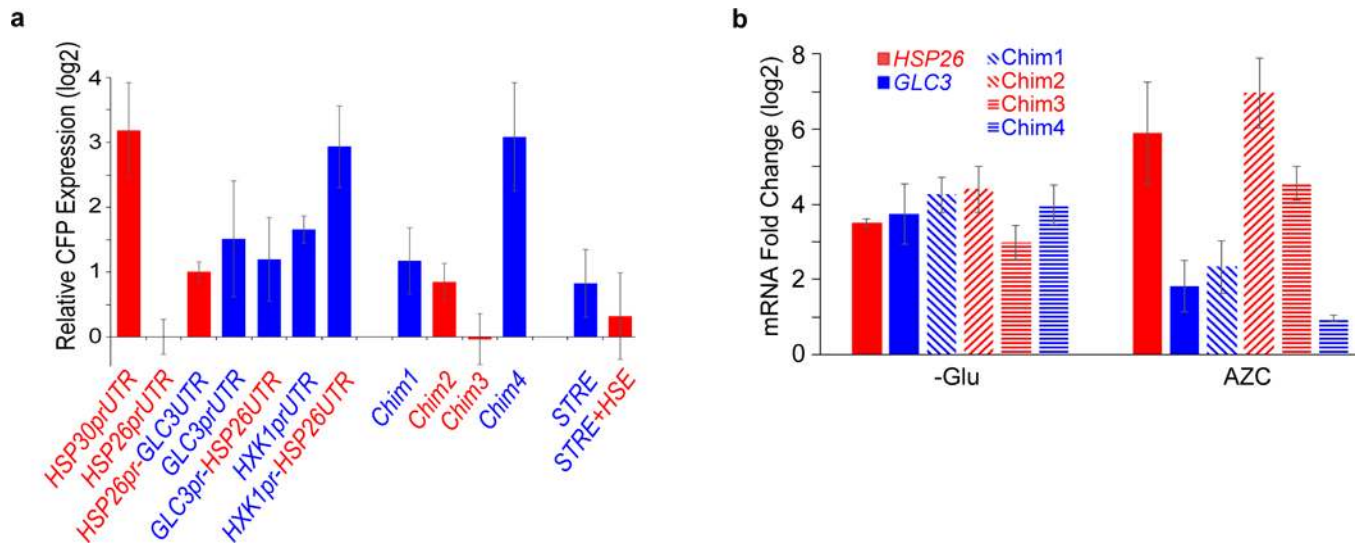 a
Relative CFP Expression (log2)
4
3
2
1
0
HSP30prUTR
HSP26prUTR
HSP26pr-GLC3UTR
GLC3prUTR
GLC3pr-HSP26UTR
HXK1prUTR
HXK1pr-HSP26UTR
Chim1
Chim2
Chim3
Chim4
STRE
STRE+HSE
b
mRNA Fold Change (log2)
8
6
4
2
0
HSP26
GLC3
Chim1
Chim2
Chim3
Chim4
-Glu
AZC